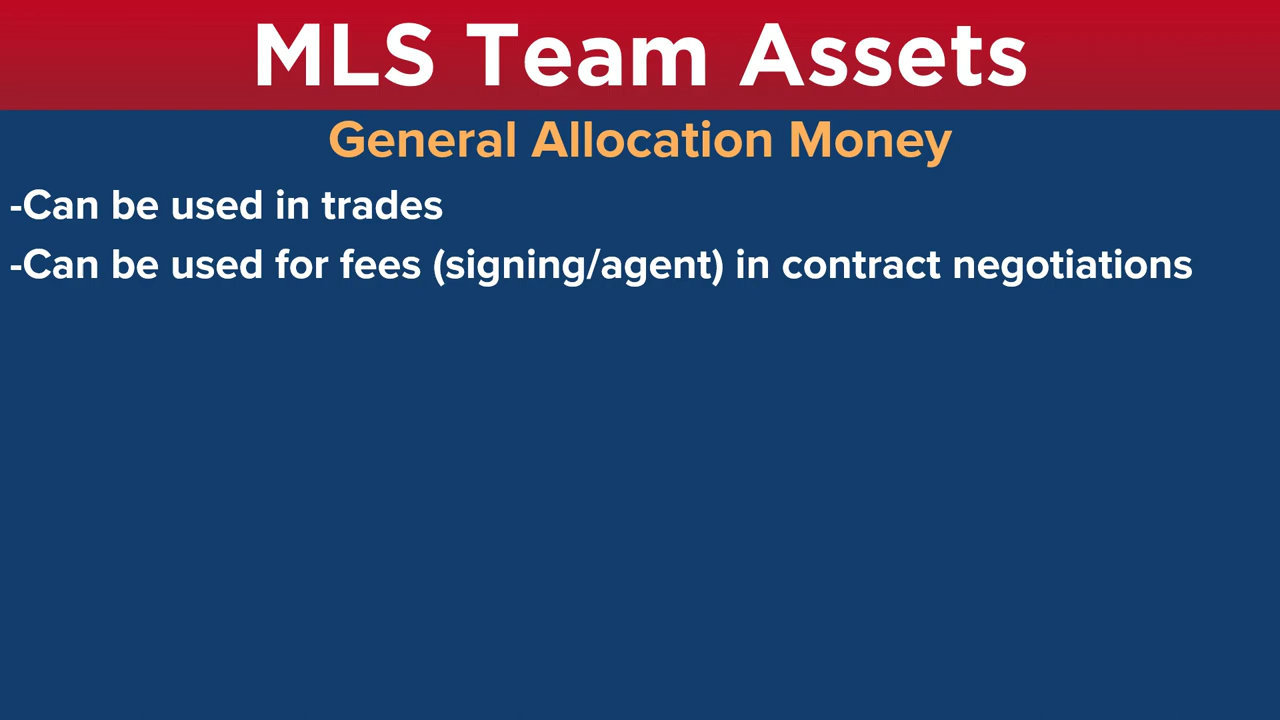 MLS Team Assets
General Allocation Money
-Can be used in trades
-Can be used for fees (signing/agent) in contract negotiations